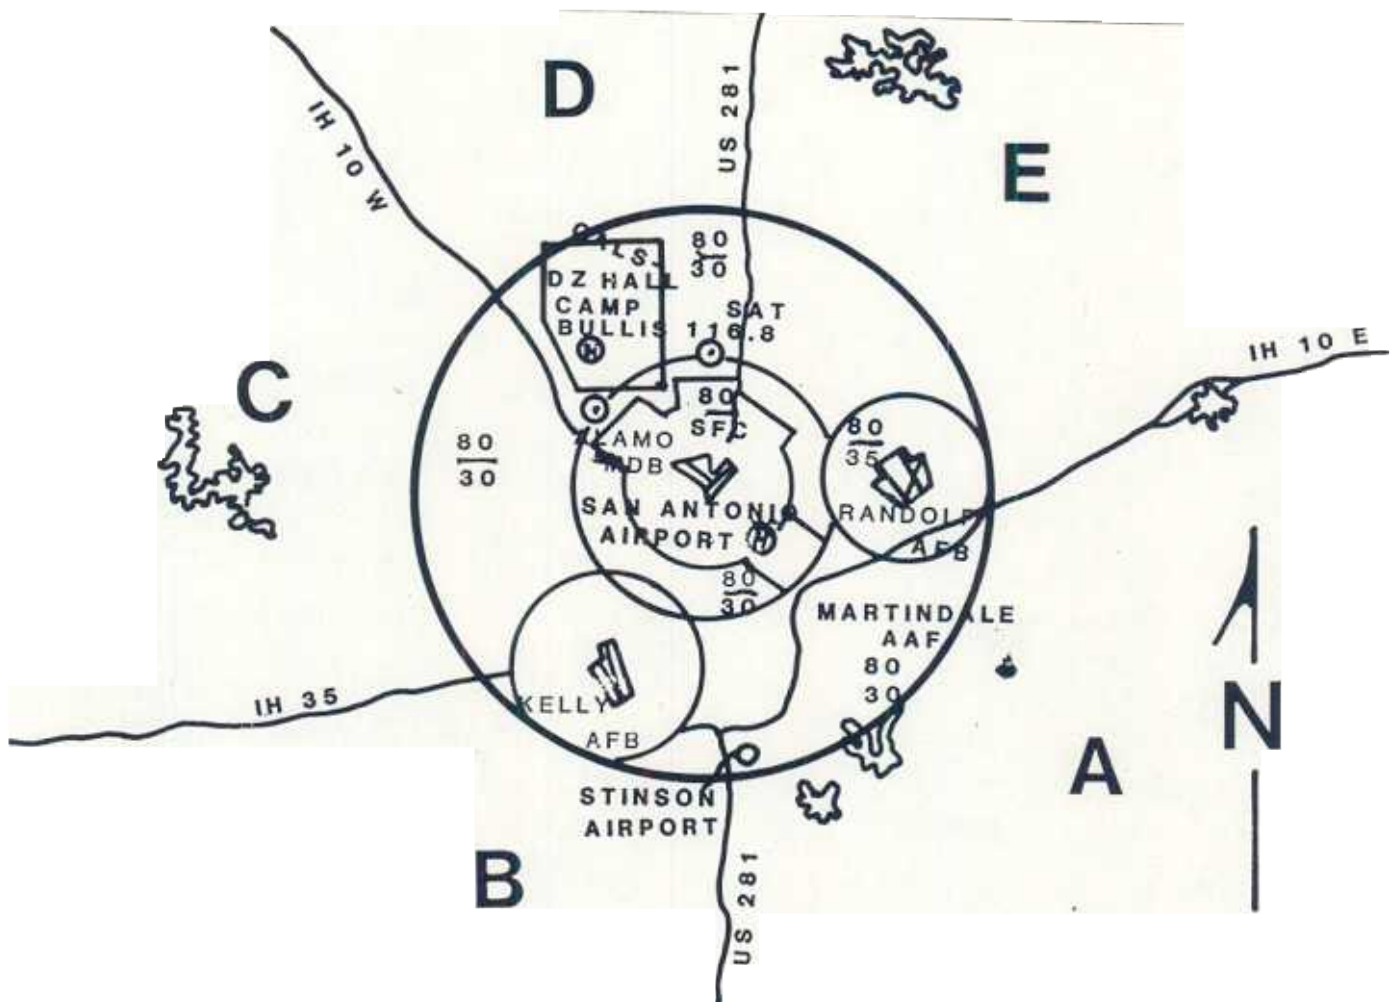 D
US 281
IH 10 W
E
80
30
DZ HALL
CAMP
BULLIS
SAT
116.8
H
IH 10 E
C
80
SFC
80
30
80
35
ALAMO
MDB
SAN ANTONIO
AIRPORT
H
RANDOLF
AFB
80
30
MARTINDALE
AAF
80
30
IH 35
KELLY
AFB
N
A
STINSON
AIRPORT
B
US 281